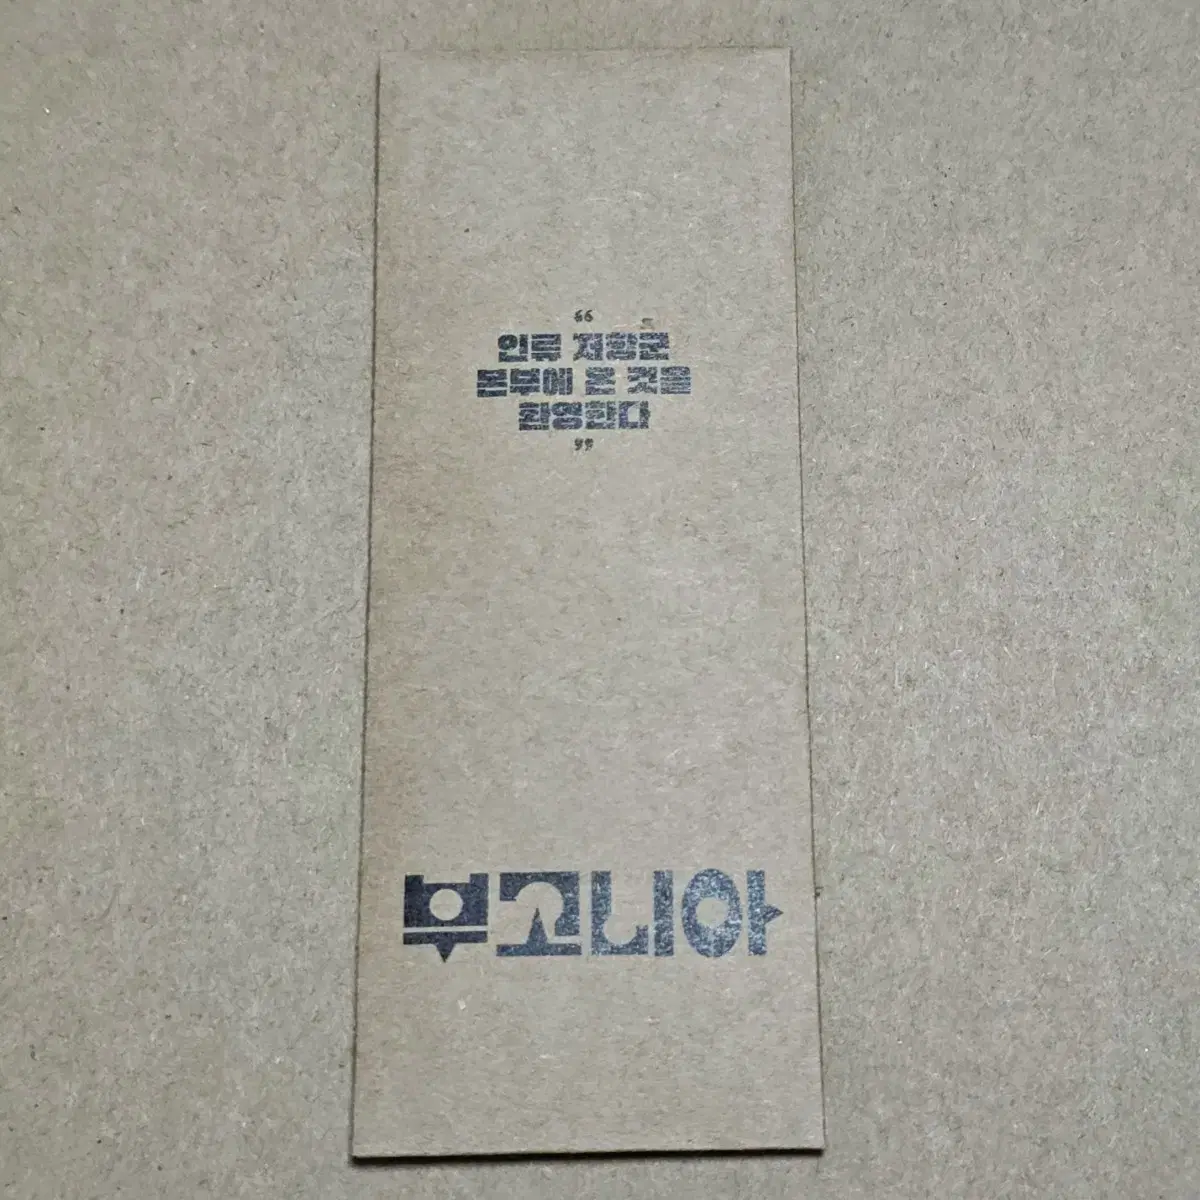 “
인류 저항군
본부에 온 것을
환영한다
”
부고니아